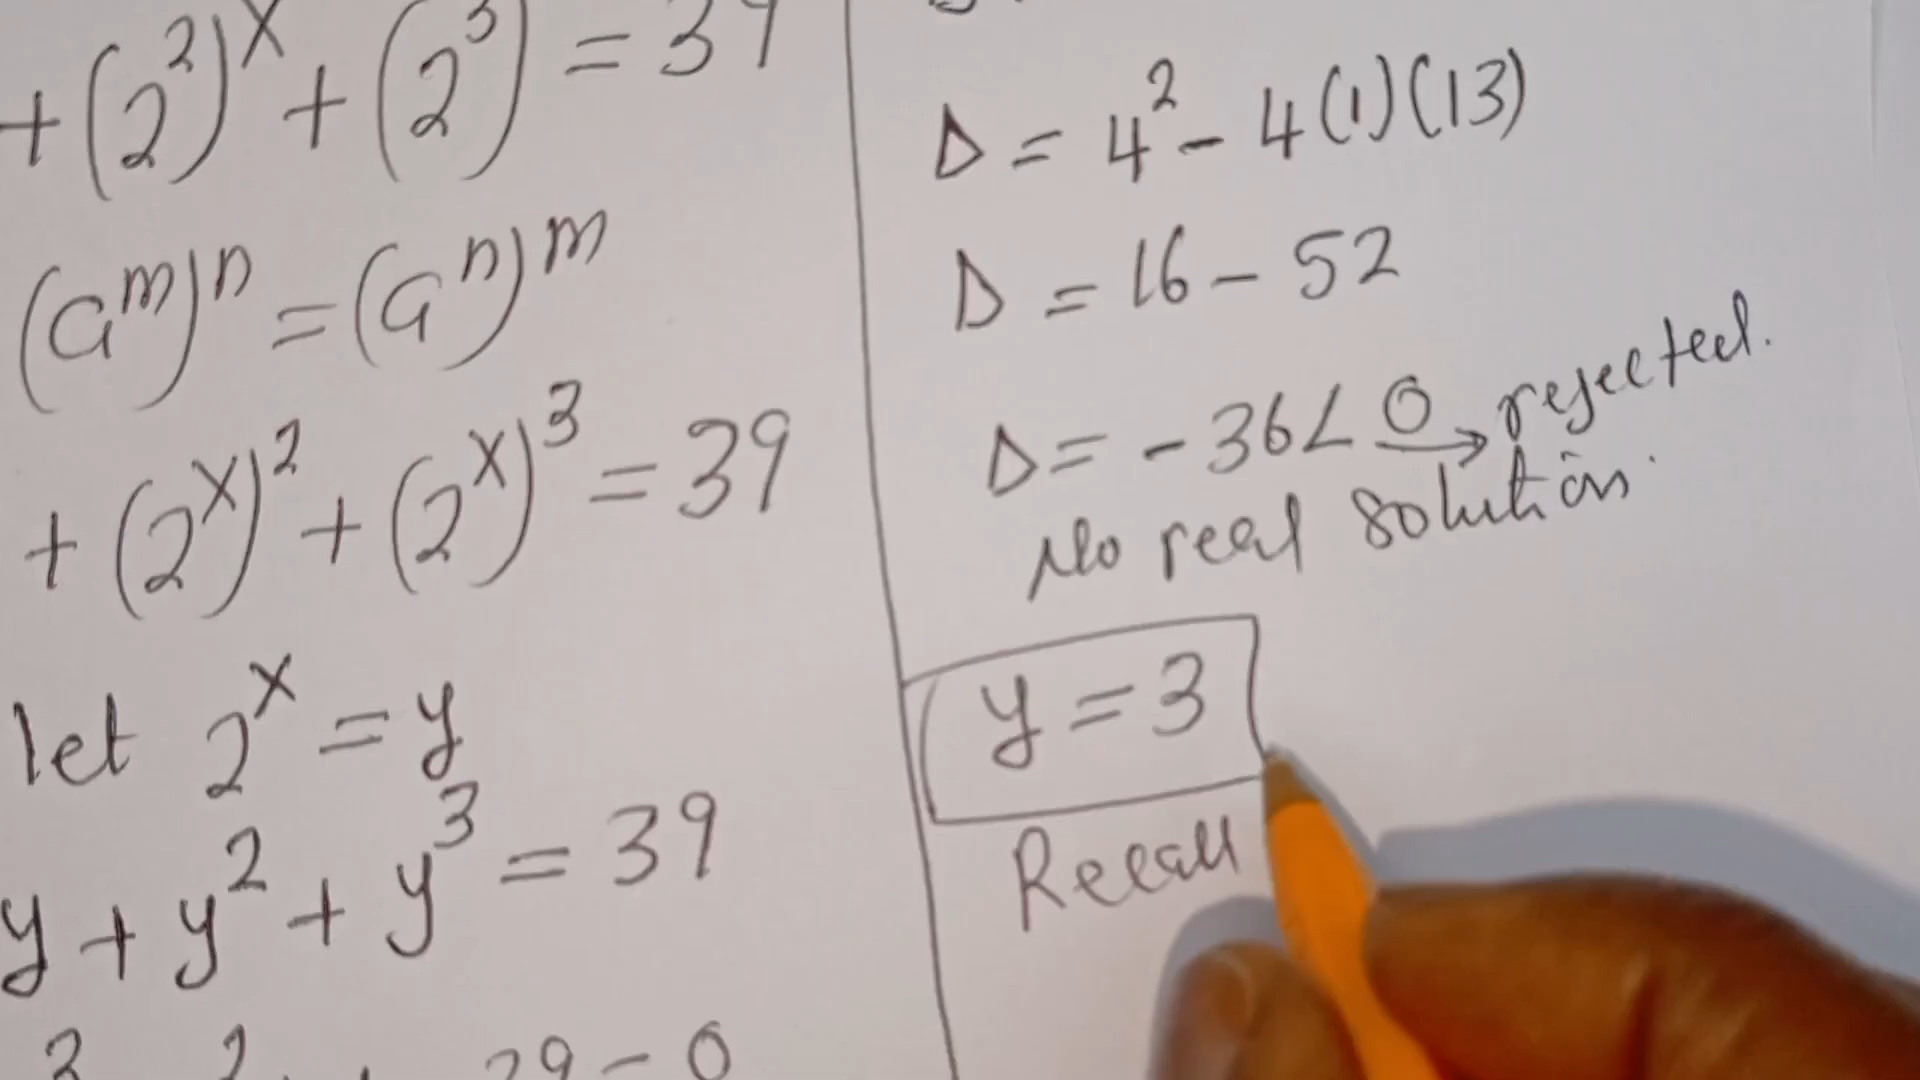 + (2²)ˣ + (2³) = 39
(aᵐ)ⁿ = (aⁿ)ᵐ
+ (2ˣ)² + (2ˣ)³ = 39
let 2ˣ = y
y + y² + y³ = 39
Δ = 4² - 4(1)(13)
Δ = 16 - 52
Δ = -36 < 0 → rejected.
No real solution.
y = 3
Recall